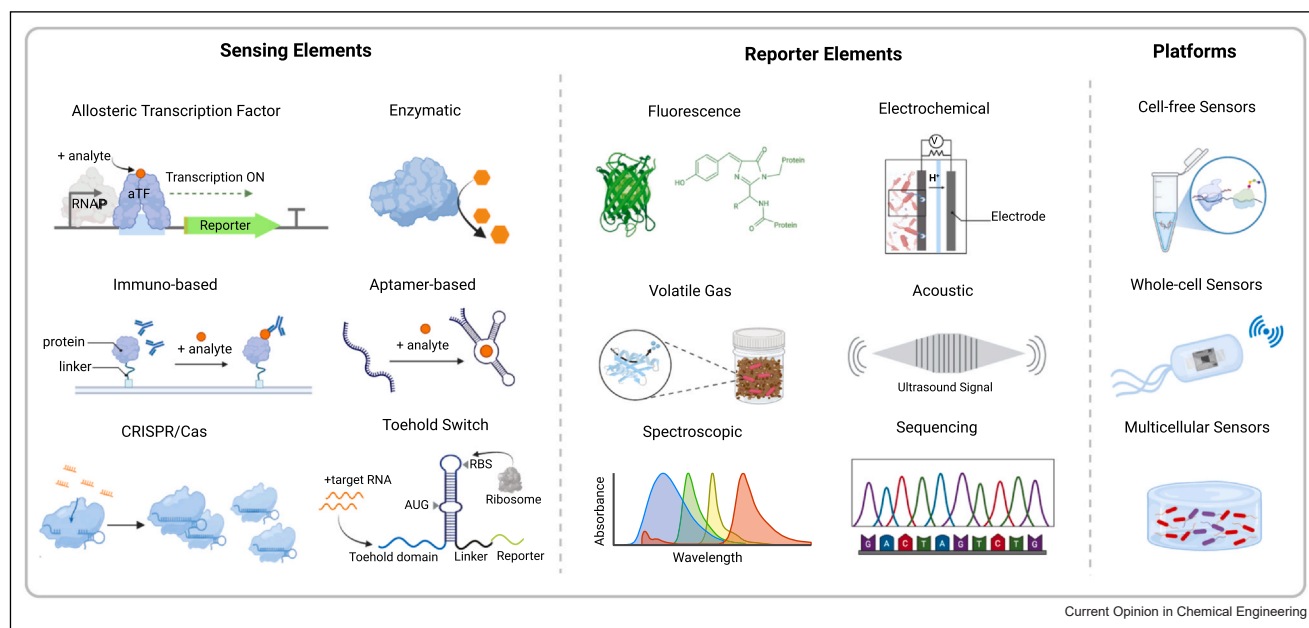 Sensing Elements
Allosteric Transcription Factor
+ analyte
Transcription ON
RNAP
aTF
Reporter
Enzymatic
Immuno-based
protein
linker
+ analyte
Aptamer-based
+ analyte
CRISPR/Cas
Toehold Switch
+target RNA
RBS
Ribosome
AUG
Toehold domain
Linker
Reporter
Reporter Elements
Fluorescence
HO
O
N
N
Protein
R
NH
O
Protein
Electrochemical
V
H+
Electrode
Volatile Gas
Acoustic
Ultrasound Signal
Spectroscopic
Absorbance
Wavelength
Sequencing
G A C T A G T C T G
Platforms
Cell-free Sensors
Whole-cell Sensors
Multicellular Sensors
Current Opinion in Chemical Engineering